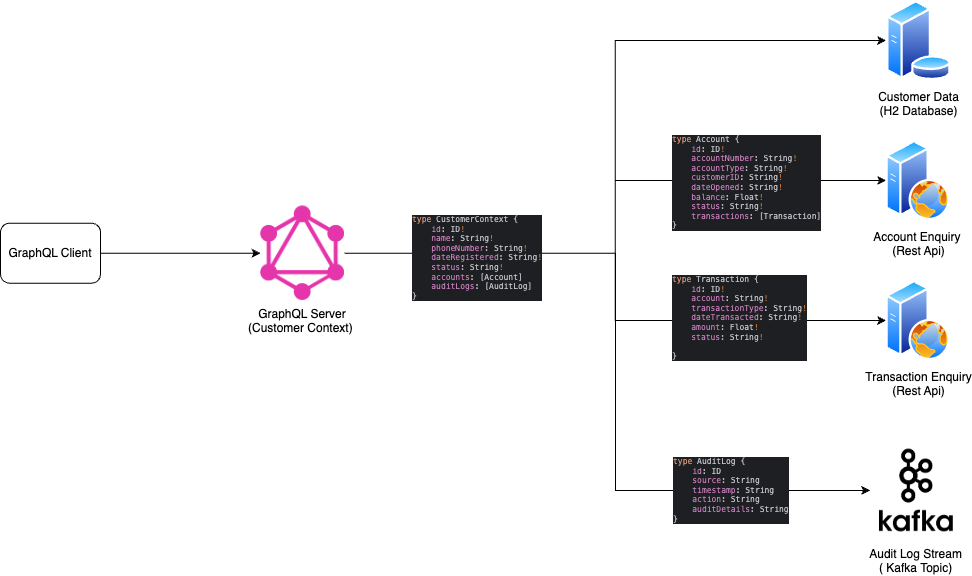 Customer Data
(H2 Database)
type Account {
id: ID!
accountNumber: String!
accountType: String!
customerID: String!
dateOpened: String!
balance: Float!
status: String!
transactions: [Transaction]
}
Account Enquiry
(Rest Api)
GraphQL Client
GraphQL Server
(Customer Context)
type CustomerContext {
id: ID!
name: String!
phoneNumber: String!
dateRegistered: String!
status: String!
accounts: [Account]
auditLogs: [AuditLog]
}
type Transaction {
id: ID!
account: String!
transactionType: String!
dateTransacted: String!
amount: Float!
status: String!
}
Transaction Enquiry
(Rest Api)
type AuditLog {
id: ID
source: String
timestamp: String
action: String
auditDetails: String
}
kafka
Audit Log Stream
( Kafka Topic)